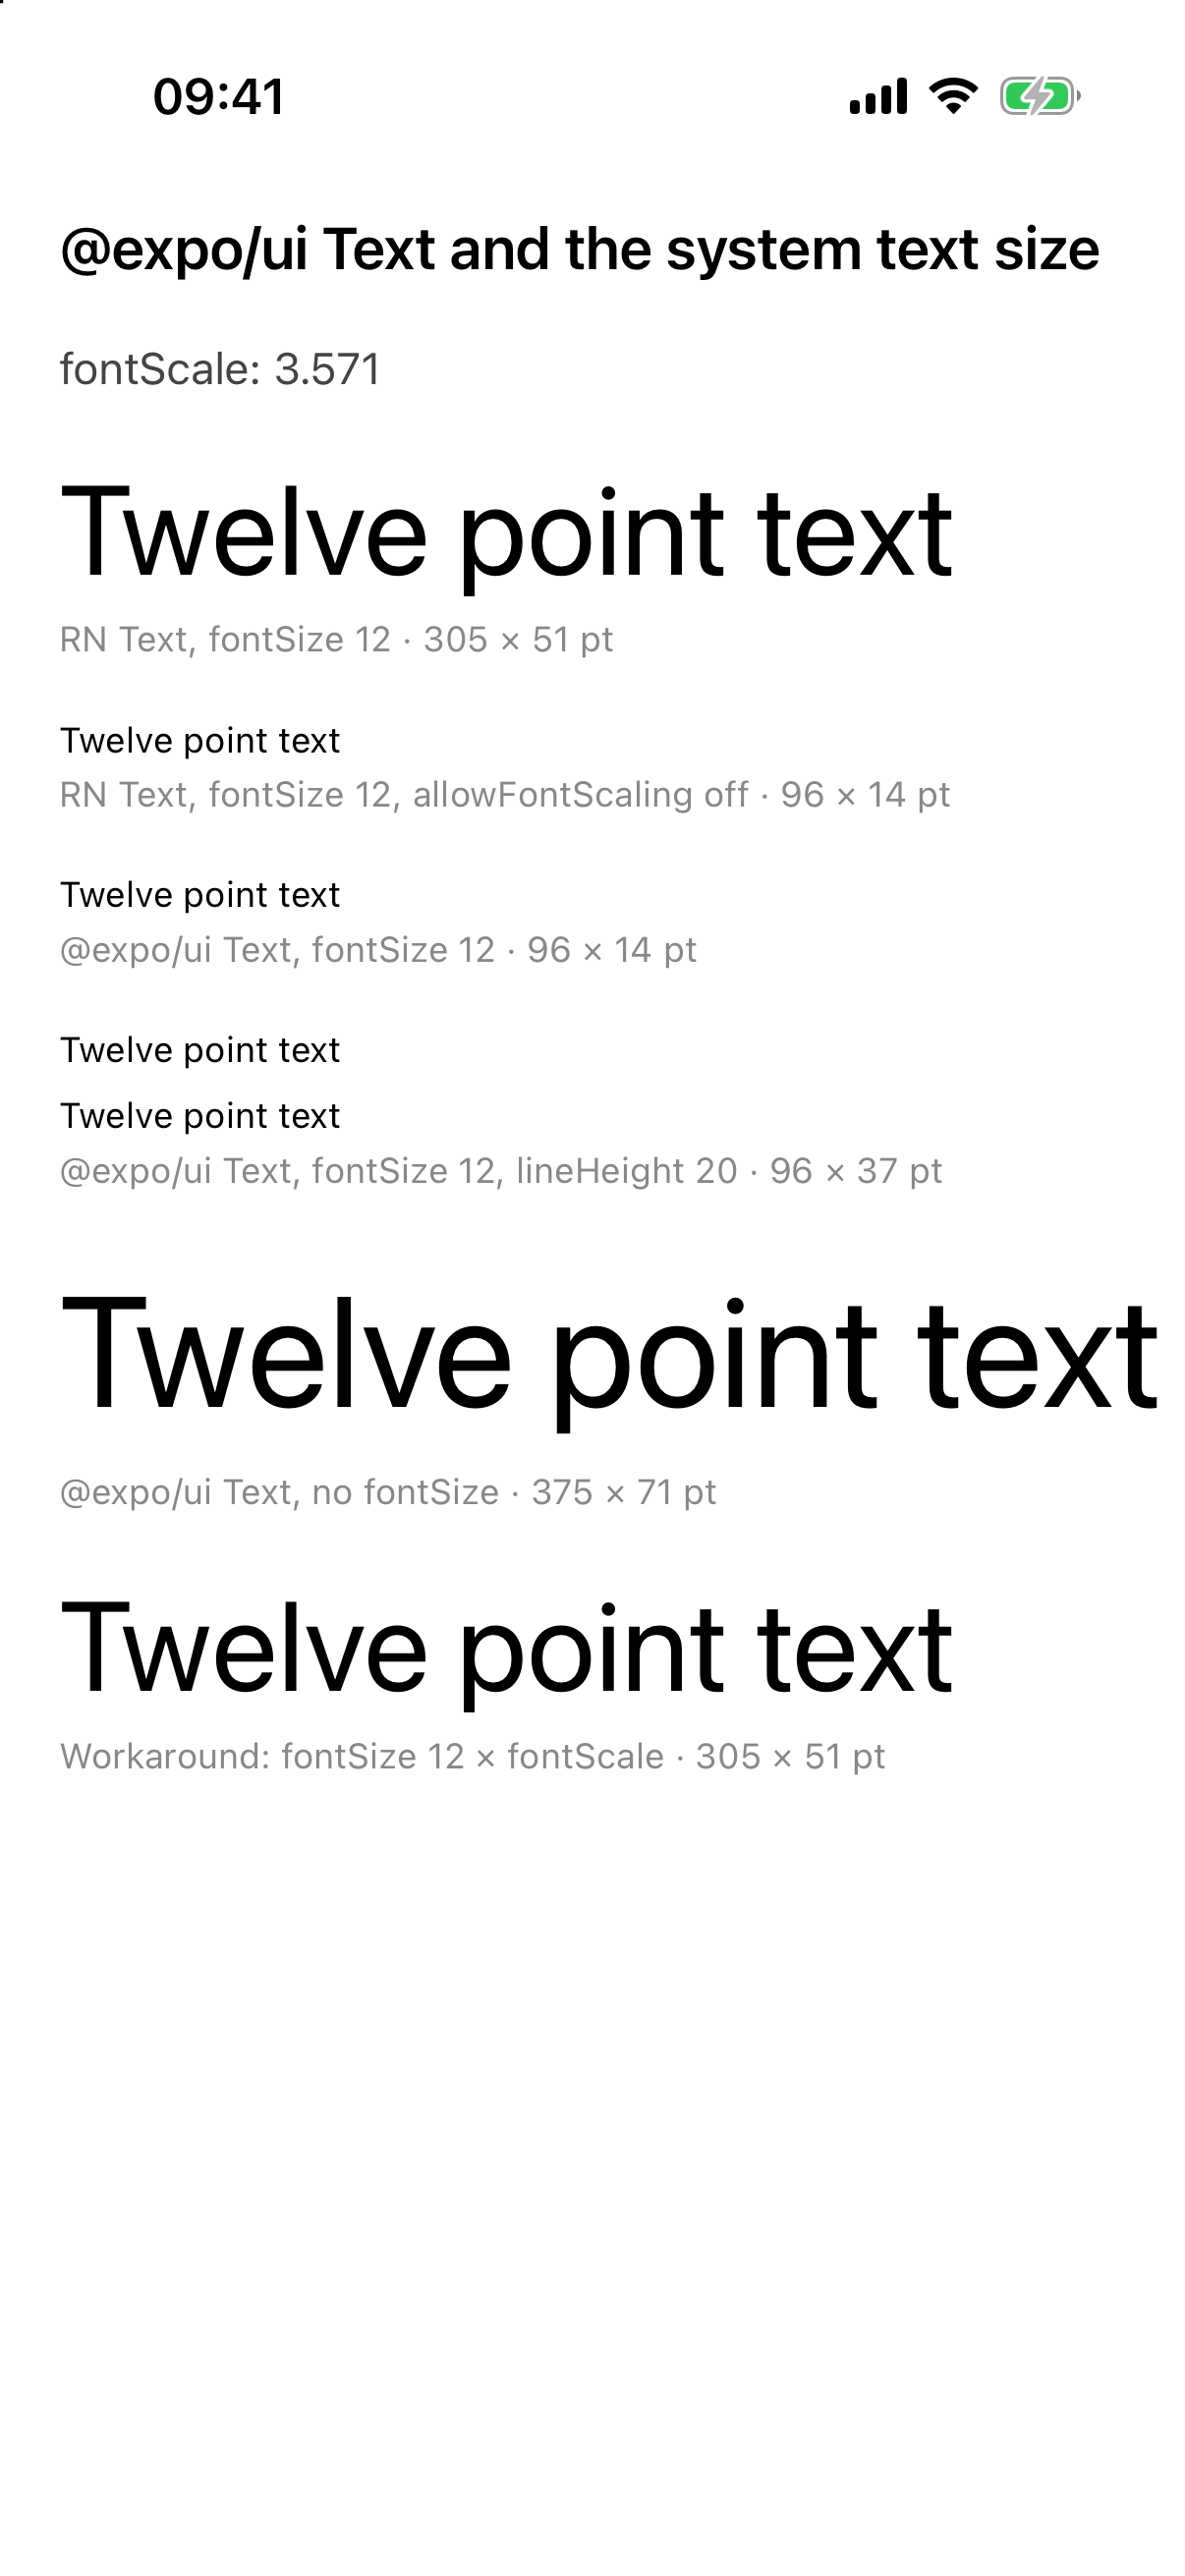 09:41
@expo/ui Text and the system text size
fontScale: 3.571
Twelve point text
RN Text, fontSize 12 · 305 × 51 pt
Twelve point text
RN Text, fontSize 12, allowFontScaling off · 96 × 14 pt
Twelve point text
@expo/ui Text, fontSize 12 · 96 × 14 pt
Twelve point text
Twelve point text
@expo/ui Text, fontSize 12, lineHeight 20 · 96 × 37 pt
Twelve point text
@expo/ui Text, no fontSize · 375 × 71 pt
Twelve point text
Workaround: fontSize 12 × fontScale · 305 × 51 pt